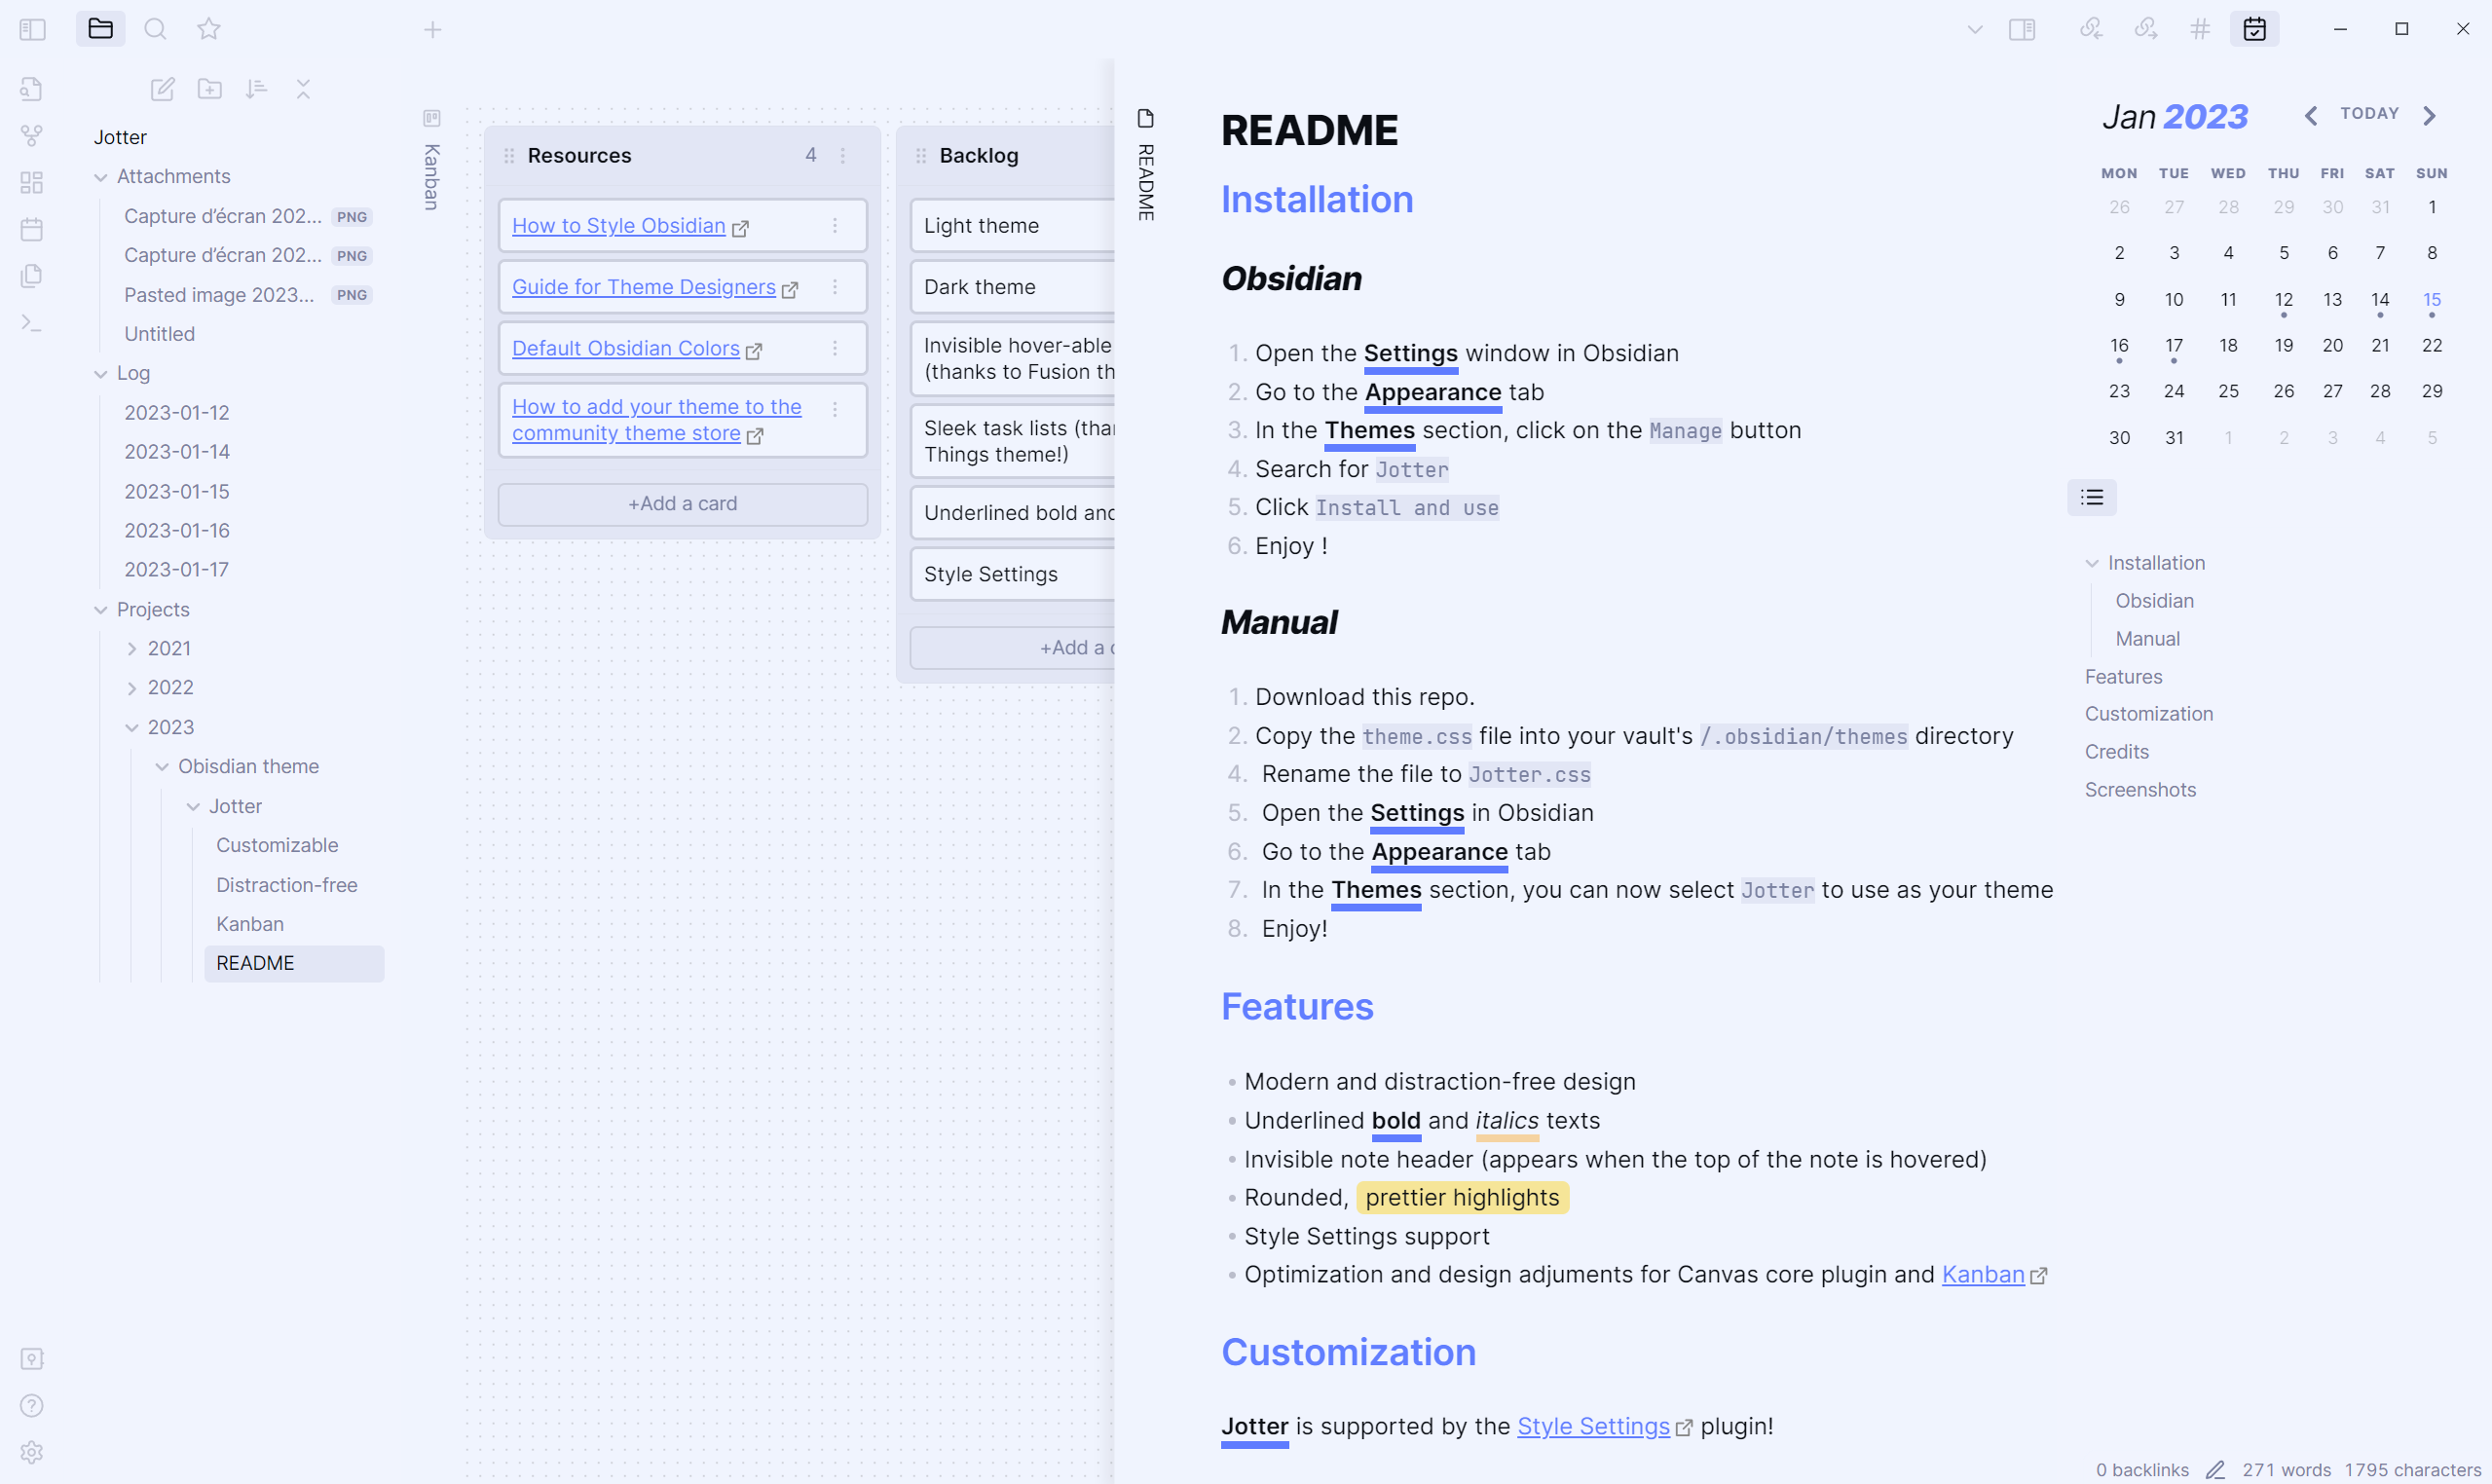 Jotter
Attachments
Capture d'écran 202... PNG
Capture d'écran 202... PNG
Pasted image 2023... PNG
Untitled
Log
2023-01-12
2023-01-14
2023-01-15
2023-01-16
2023-01-17
Projects
2021
2022
2023
Obisdian theme
Jotter
Customizable
Distraction-free
Kanban
README
Kanban
Resources 4
How to Style Obsidian
Guide for Theme Designers
Default Obsidian Colors
How to add your theme to the
community theme store
+Add a card
Backlog
Light theme
Dark theme
Invisible hover-able
(thanks to Fusion th
Sleek task lists (tha
Things theme!)
Underlined bold and
Style Settings
+Add a c
README
README
Installation
Obsidian
1. Open the Settings window in Obsidian
2. Go to the Appearance tab
3. In the Themes section, click on the Manage button
4. Search for Jotter
5. Click Install and use
6. Enjoy !
Manual
1. Download this repo.
2. Copy the theme.css file into your vault's /.obsidian/themes directory
4. Rename the file to Jotter.css
5. Open the Settings in Obsidian
6. Go to the Appearance tab
7. In the Themes section, you can now select Jotter to use as your theme
8. Enjoy!
Features
• Modern and distraction-free design
• Underlined bold and italics texts
• Invisible note header (appears when the top of the note is hovered)
• Rounded, prettier highlights
• Style Settings support
• Optimization and design adjuments for Canvas core plugin and Kanban
Customization
Jotter is supported by the Style Settings plugin!
Jan 2023 TODAY
MON TUE WED THU FRI SAT SUN
26 27 28 29 30 31 1
2 3 4 5 6 7 8
9 10 11 12 13 14 15
16 17 18 19 20 21 22
23 24 25 26 27 28 29
30 31 1 2 3 4 5
Installation
Obsidian
Manual
Features
Customization
Credits
Screenshots
0 backlinks 271 words 1795 characters